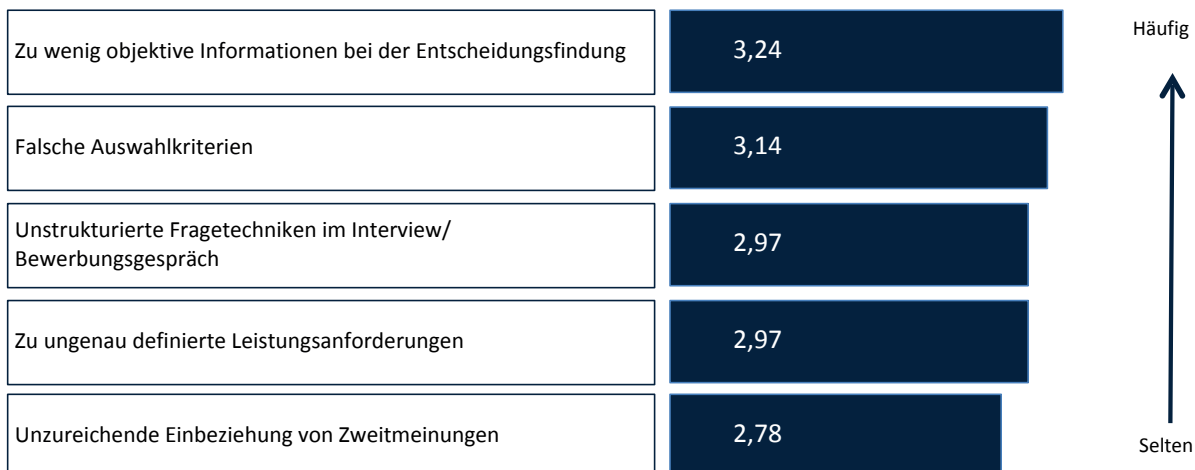 Häufig
Zu wenig objektive Informationen bei der Entscheidungsfindung
3,24
Falsche Auswahlkriterien
3,14
Unstrukturierte Fragetechniken im Interview/
Bewerbungsgespräch
2,97
Zu ungenau definierte Leistungsanforderungen
2,97
Unzureichende Einbeziehung von Zweitmeinungen
2,78
Selten